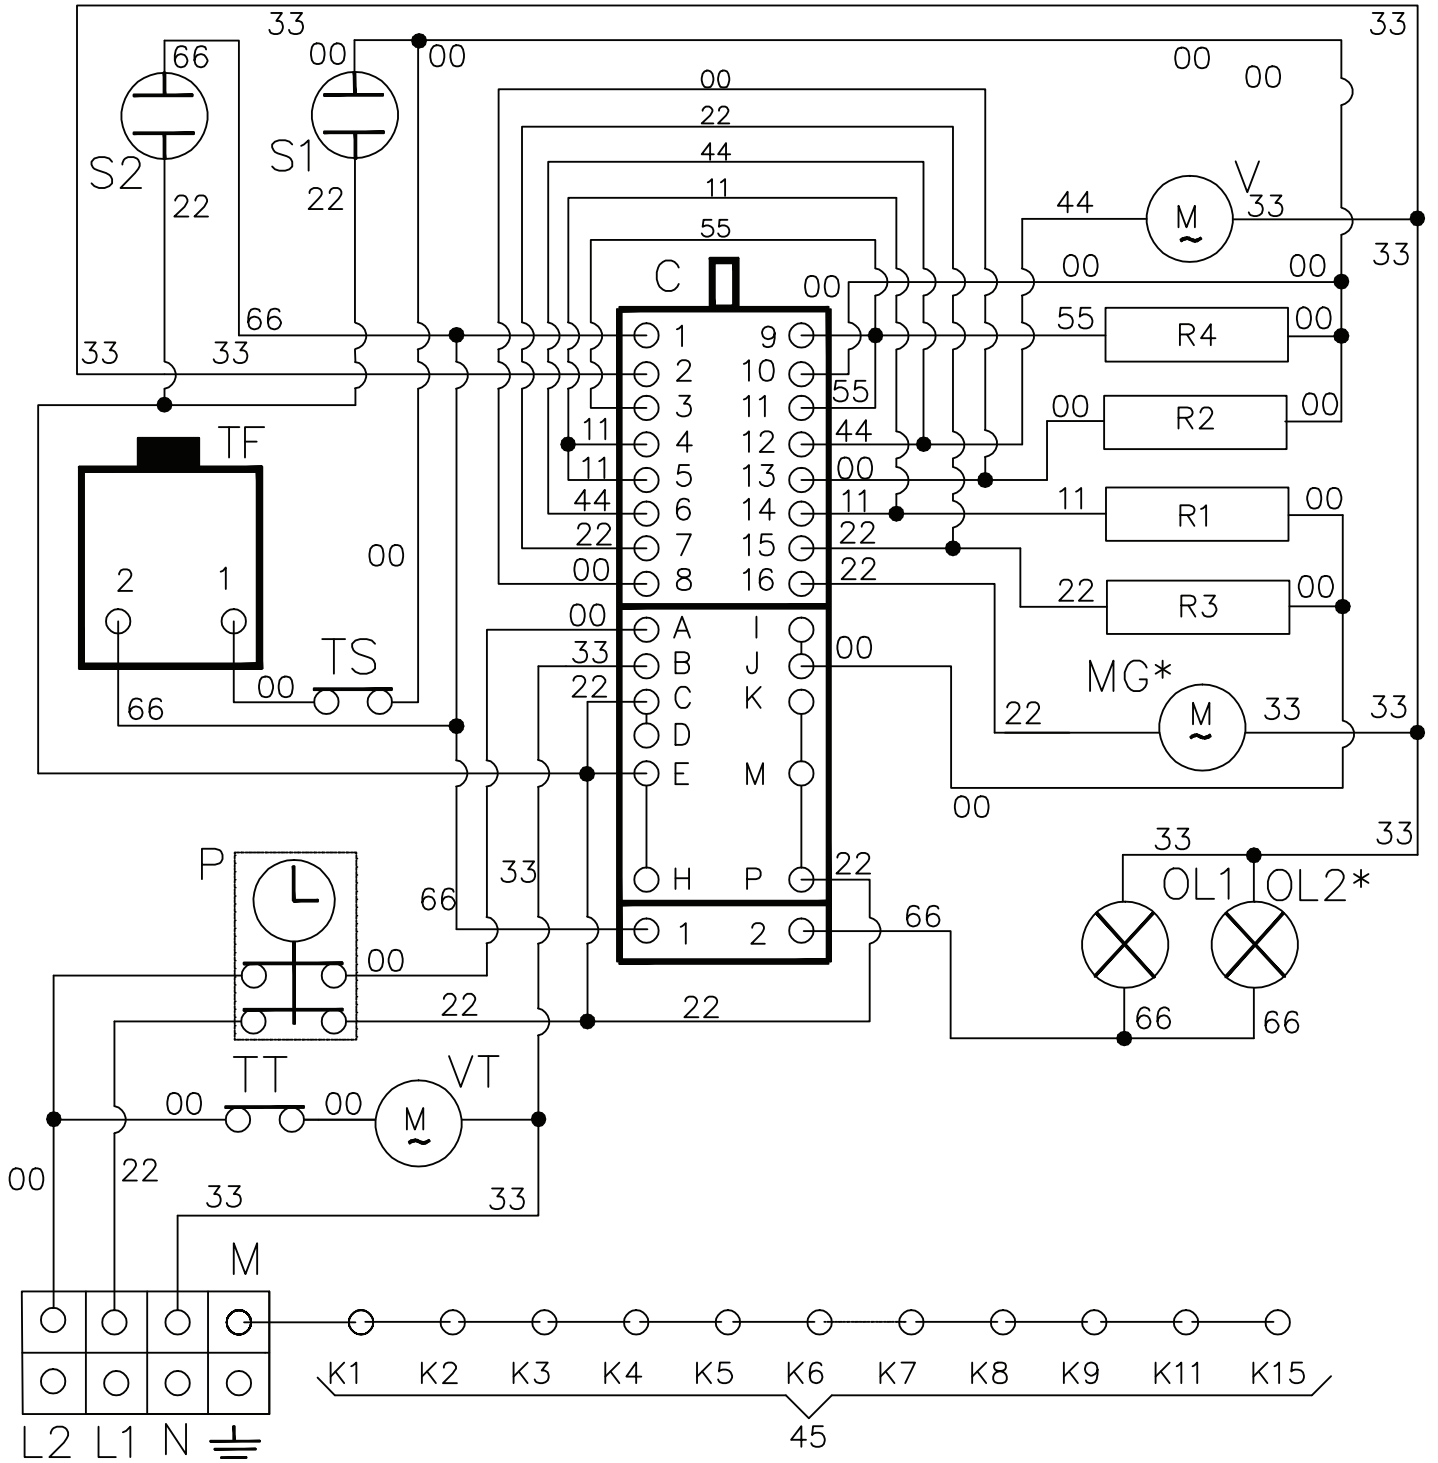 33 33
66 00 00 00 00
S2 S1
00
22
44
11
55
22 22
44 V 33
M
C 00 00 00 33
66 1 9 55 R4 00
33 33 2 10
3 11 55 00 R2 00
TF 11 4 12 44
11 5 13 00
44 6 14 11 11 R1 00
22 7 15 22
00 00 8 16 22
2 1
22 R3 00
00 A I
TS 33 B J 00
22 C K
00 MG*
66 D 22 M 33 33
E M
00
P 33 33 33
H P 22 OL1 OL2*
66 1 2 66
00
22 22 66 66
TT VT
00 00 M
00 22
33 33
M
K1 K2 K3 K4 K5 K6 K7 K8 K9 K11 K15
L2 L1 N 45